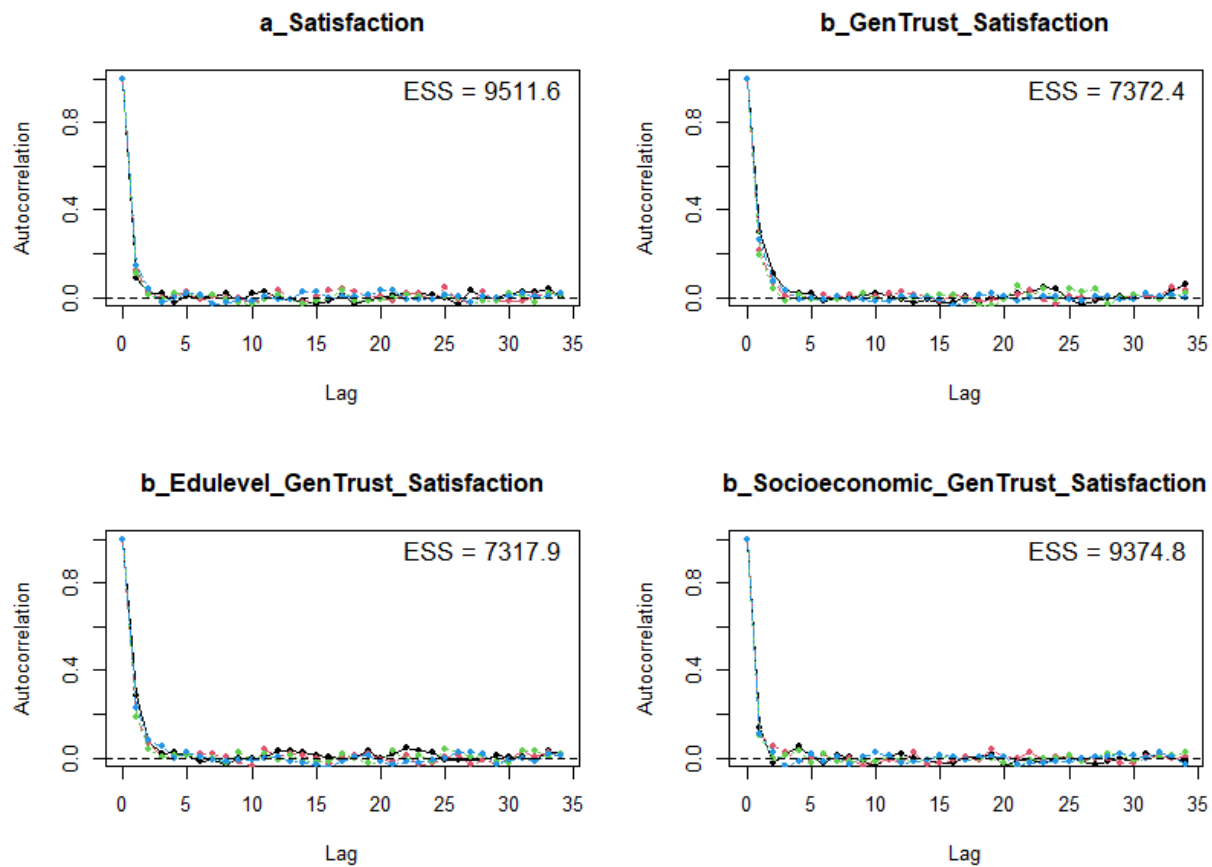 a_Satisfaction
ESS = 9511.6
Autocorrelation
0.0 0.4 0.8
0 5 10 15 20 25 30 35
Lag
b_GenTrust_Satisfaction
ESS = 7372.4
Autocorrelation
0.0 0.4 0.8
0 5 10 15 20 25 30 35
Lag
b_Edulevel_GenTrust_Satisfaction
ESS = 7317.9
Autocorrelation
0.0 0.4 0.8
0 5 10 15 20 25 30 35
Lag
b_Socioeconomic_GenTrust_Satisfaction
ESS = 9374.8
Autocorrelation
0.0 0.4 0.8
0 5 10 15 20 25 30 35
Lag